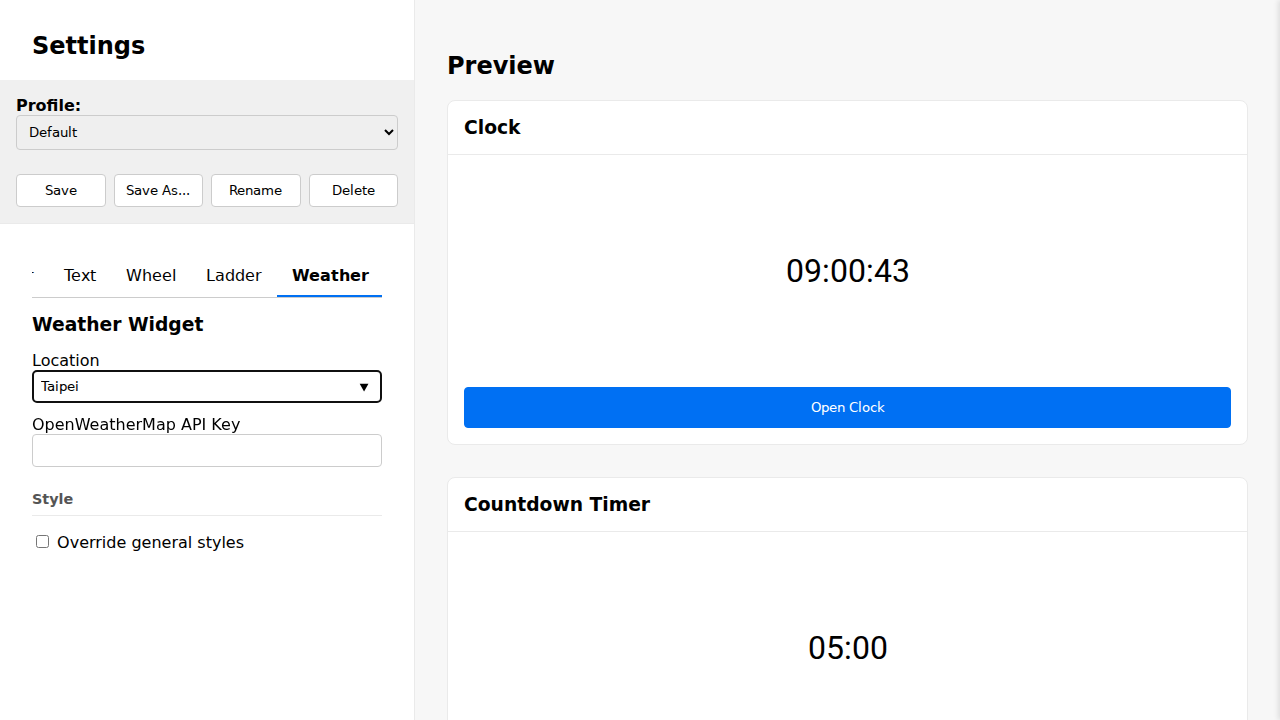 Settings
Profile:
Default
Save
Save As...
Rename
Delete
Text
Wheel
Ladder
Weather
Weather Widget
Location
Taipei
OpenWeatherMap API Key
Style
Override general styles
Preview
Clock
09:00:43
Open Clock
Countdown Timer
05:00